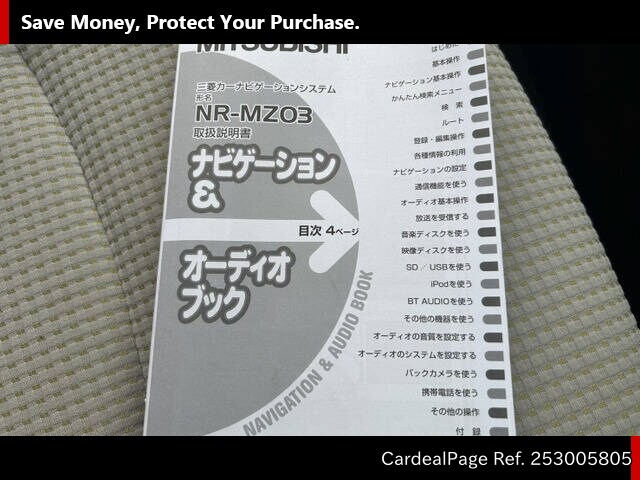 Save Money, Protect Your Purchase.
MITSUBISHI
三菱カーナビゲーションシステム
形名
NR-MZ03
取扱説明書
ナビゲーション
&
目次 4ページ
オーディオ
ブック
NAVIGATION & AUDIO BOOK
はじめに
基本操作
ナビゲーション基本操作
かんたん検索メニュー
検 索
ルート
登録・編集操作
各種情報の利用
ナビゲーションの設定
通信機能を使う
オーディオ基本操作
放送を受信する
音楽ディスクを使う
映像ディスクを使う
SD／USBを使う
iPodを使う
BT AUDIOを使う
その他の機器を使う
オーディオの音質を設定する
オーディオのシステムを設定する
バックカメラを使う
携帯電話を使う
その他の操作
付 録
CardealPage Ref. 253005805